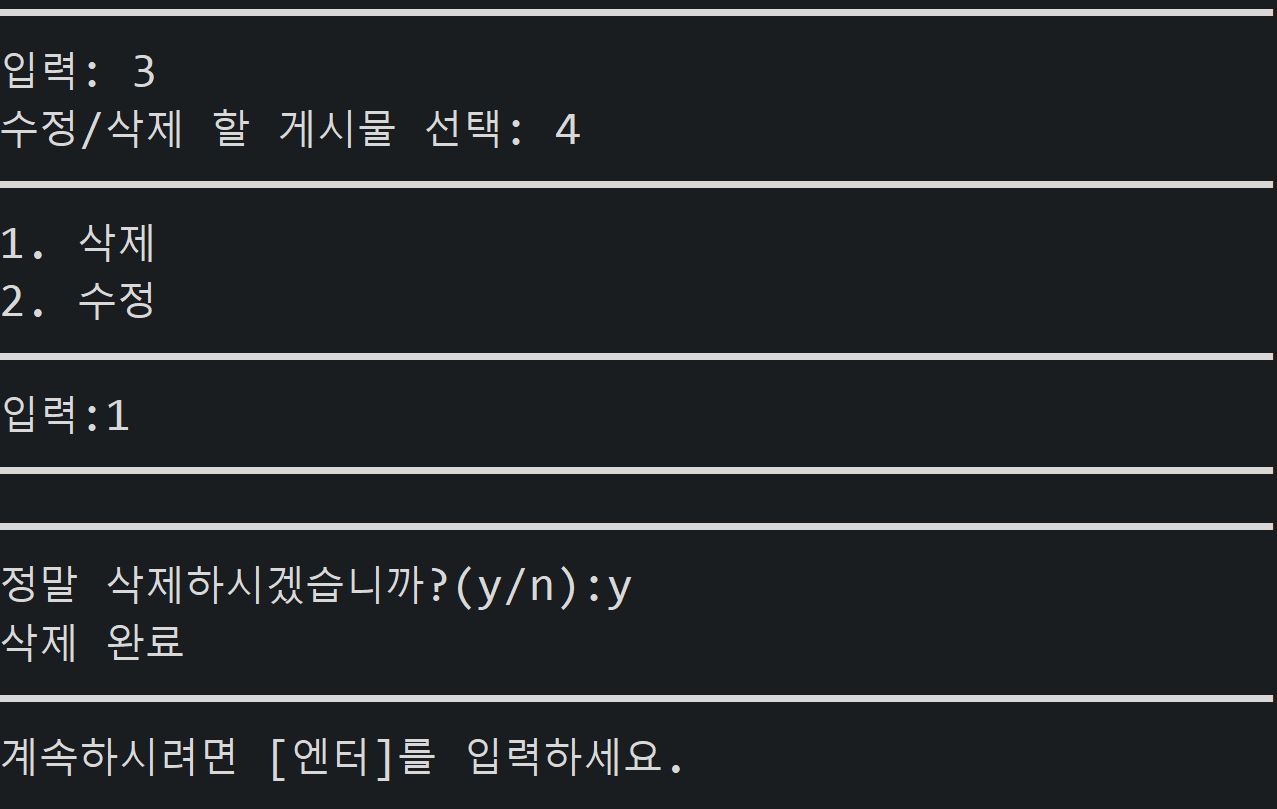 입력: 3
수정/삭제 할 게시물 선택: 4
1. 삭제
2. 수정
입력:1
정말 삭제하시겠습니까?(y/n):y
삭제 완료
계속하시려면 [엔터]를 입력하세요.